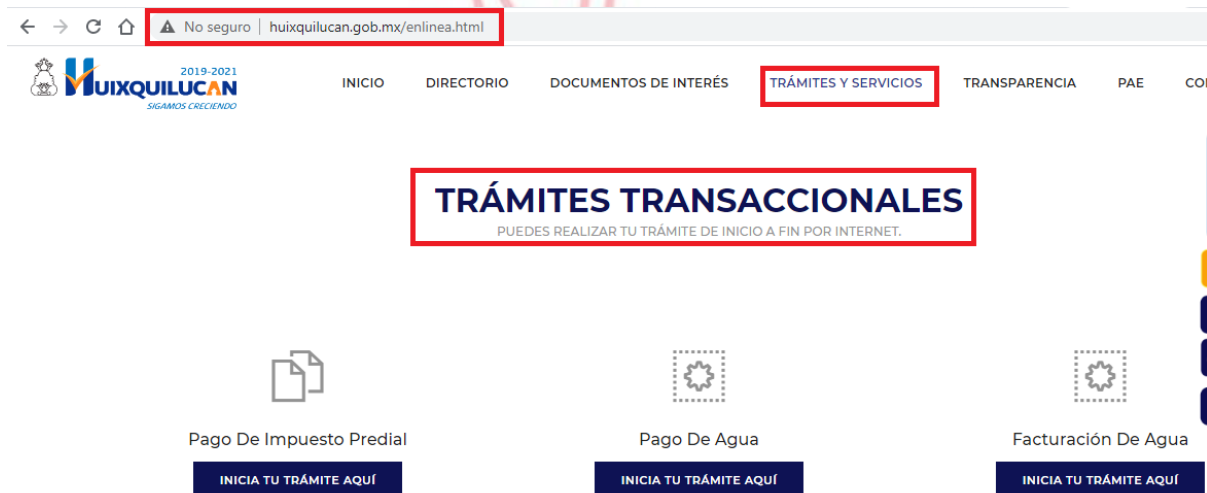 No seguro | huixquilucan.gob.mx/enlinea.html
2019-2021
HUIXQUILUCAN
SIGAMOS CRECIENDO
INICIO DIRECTORIO DOCUMENTOS DE INTERÉS TRÁMITES Y SERVICIOS TRANSPARENCIA PAE
TRÁMITES TRANSACCIONALES
PUEDES REALIZAR TU TRÁMITE DE INICIO A FIN POR INTERNET.
Pago De Impuesto Predial Pago De Agua Facturación De Agua
INICIA TU TRÁMITE AQUÍ INICIA TU TRÁMITE AQUÍ INICIA TU TRÁMITE AQUÍ